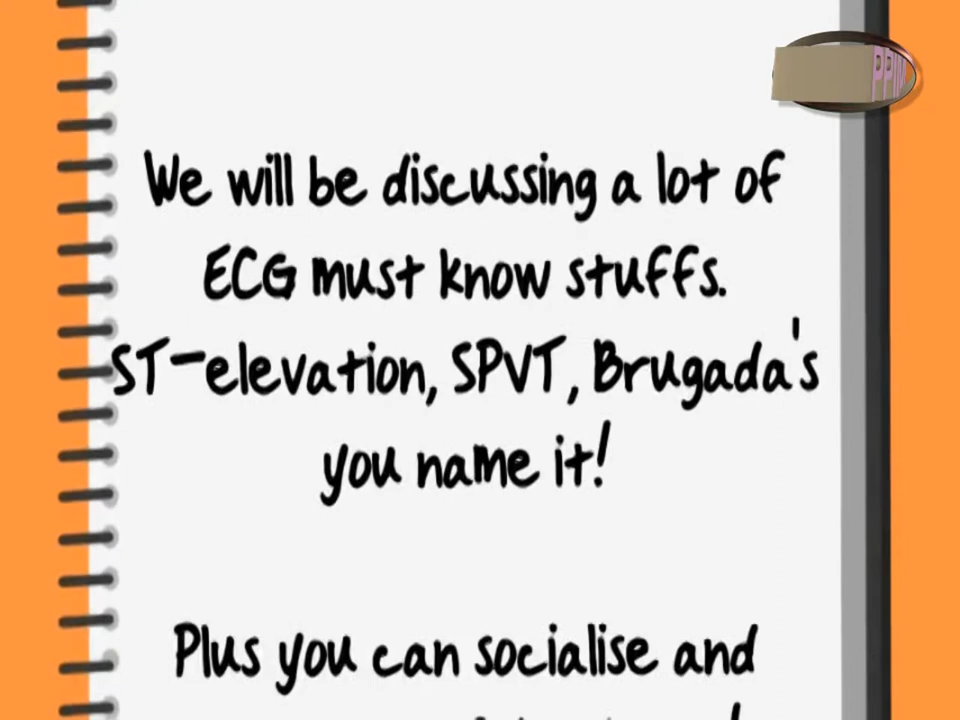 We will be discussing a lot of
ECG must know stuffs.
ST-elevation, SPVT, Brugada's
you name it!
Plus you can socialise and